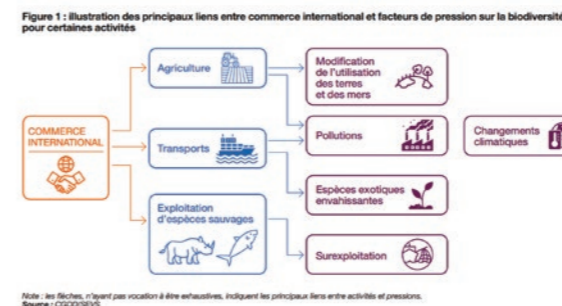 Figure 1 : illustration des principaux liens entre commerce international et facteurs de pression sur la biodiversité
pour certaines activités
COMMERCE
INTERNATIONAL
Agriculture
Transports
Exploitation
d'espèces sauvages
Modification
de l'utilisation
des terres
et des mers
Pollutions
Changements
climatiques
Espèces exotiques
envahissantes
Surexploitation
Note : les flèches, n'ayant pas vocation à être exhaustives, indiquent les principaux liens entre activités et pressions.
Source : CGDD/SEVS